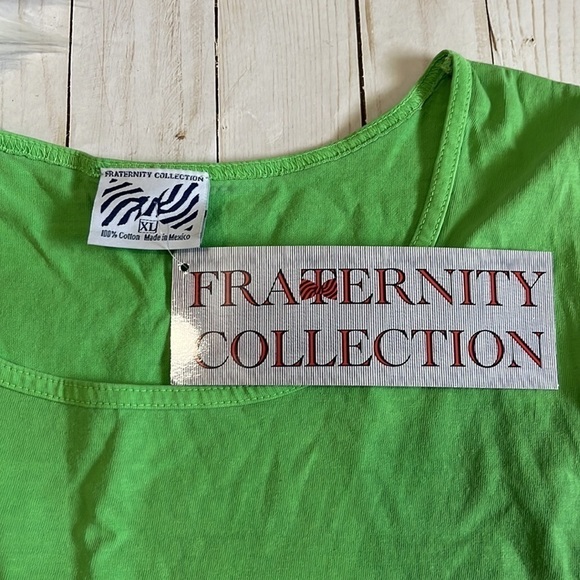 FRATERNITY COLLECTION
XL
100% Cotton Made in Mexico
FRATERNITY
COLLECTION